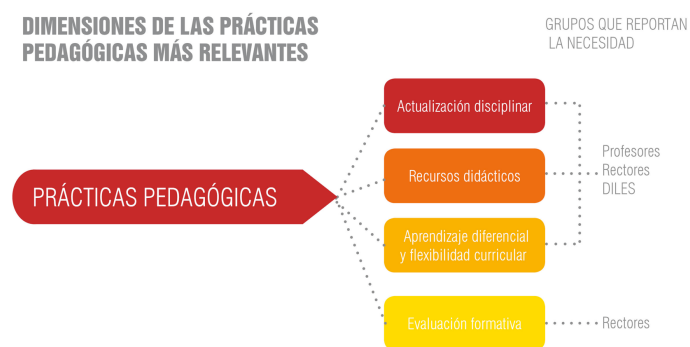 DIMENSIONES DE LAS PRÁCTICAS
PEDAGÓGICAS MÁS RELEVANTES
GRUPOS QUE REPORTAN
LA NECESIDAD
PRÁCTICAS PEDAGÓGICAS
Actualización disciplinar
Recursos didácticos
Aprendizaje diferencial
y flexibilidad curricular
Evaluación formativa
Profesores
Rectores
DILES
Rectores